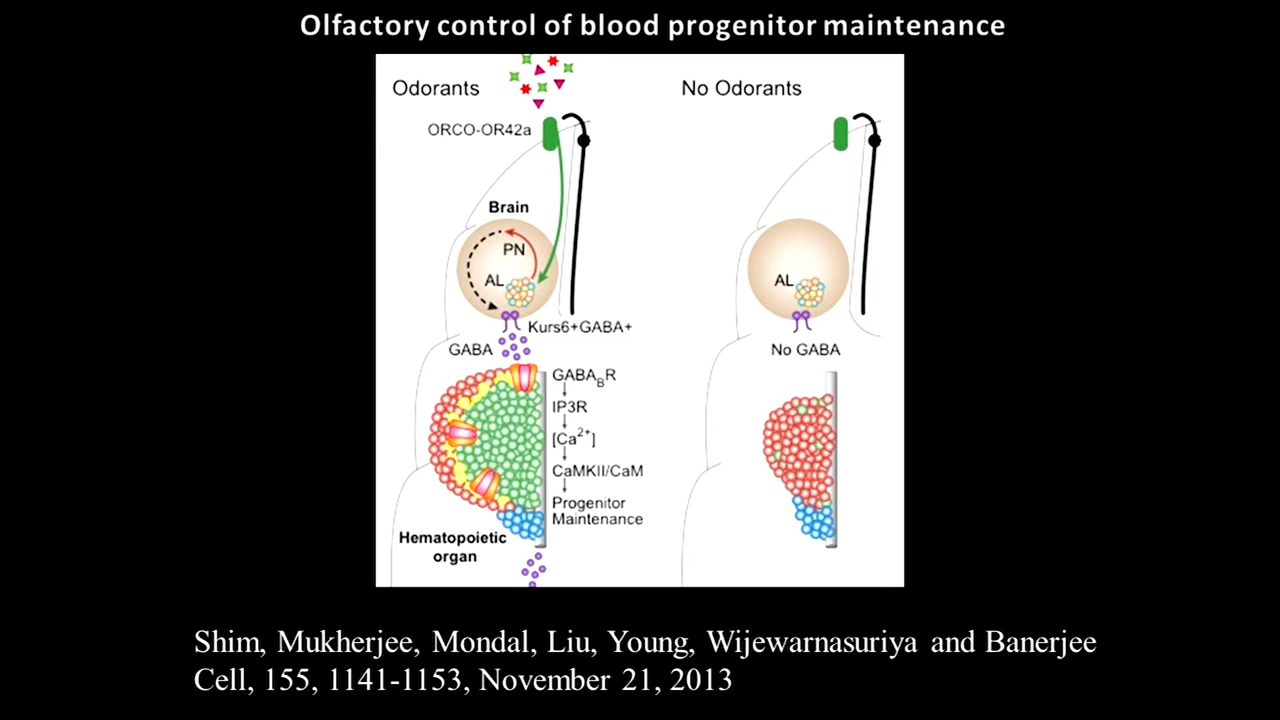 Olfactory control of blood progenitor maintenance
Odorants
ORCO-OR42a
Brain
PN
AL
Kurs6+GABA+
GABA
GABABR
IP3R
[Ca2+]
CaMKII/CaM
Progenitor
Maintenance
Hematopoietic
organ
No Odorants
AL
No GABA
Shim, Mukherjee, Mondal, Liu, Young, Wijewarnasuriya and Banerjee
Cell, 155, 1141-1153, November 21, 2013